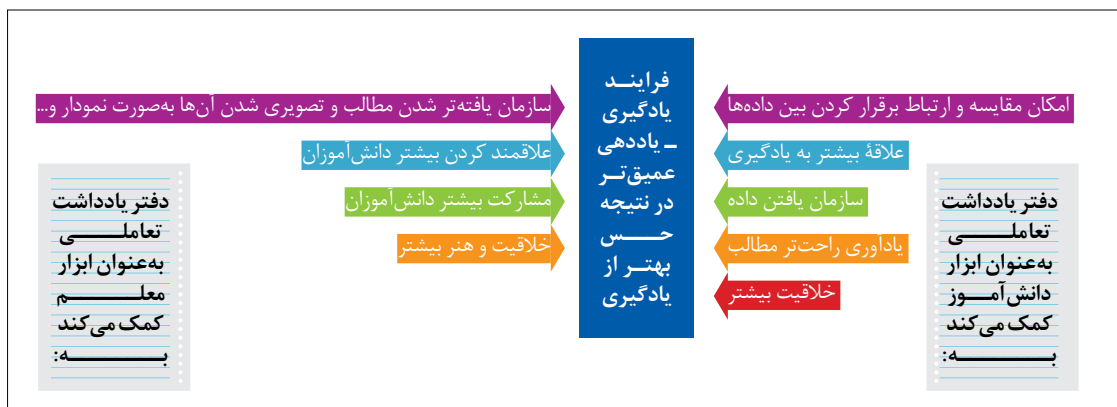 دفتر یادداشت
تعاملی
به‌عنوان ابزار
دانش‌آموز
کمک می‌کند
به:
امکان مقایسه و ارتباط برقرار کردن بین داده‌ها
علاقهٔ بیشتر به یادگیری
سازمان یافتن داده
یادآوری راحت‌تر مطالب
خلاقیت بیشتر
فرایند
یادگیری
ـ یاددهی
عمیق‌تر
در نتیجه
حس
بهتر از
یادگیری
سازمان یافته‌تر شدن مطالب و تصویری شدن آن‌ها به‌صورت نمودار و...
علاقمند کردن بیشتر دانش‌آموزان
مشارکت بیشتر دانش‌آموزان
خلاقیت و هنر بیشتر
دفتر یادداشت
تعاملی
به‌عنوان ابزار
معلم
کمک می‌کند
به: